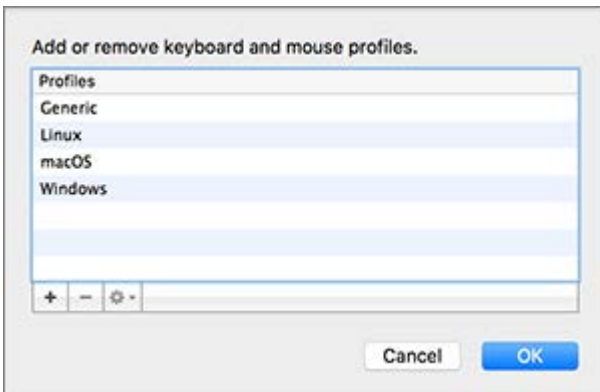 Add or remove keyboard and mouse profiles.
Profiles
Generic
Linux
macOS
Windows
+ −
Cancel OK